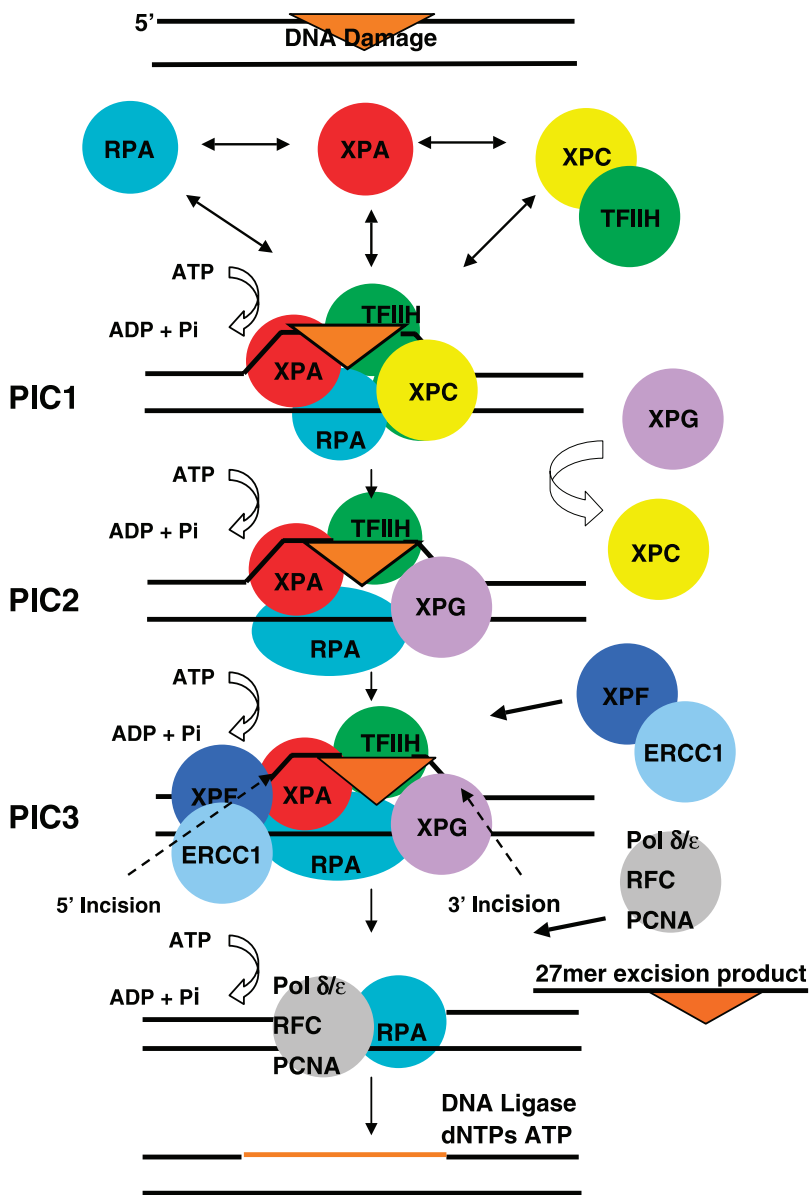 5’
DNA Damage
RPA
XPA
XPC
TFIIH
ATP
ADP + Pi
TFIIH
XPA
XPC
RPA
PIC1
XPG
ATP
ADP + Pi
TFIIH
XPA
XPG
RPA
PIC2
XPC
ATP
ADP + Pi
XPF
ERCC1
TFIIH
XPF
XPA
XPG
ERCC1
RPA
PIC3
5’ Incision
3’ Incision
Pol δ/ε
RFC
PCNA
ATP
ADP + Pi
27mer excision product
Pol δ/ε
RFC
PCNA
RPA
DNA Ligase
dNTPs ATP